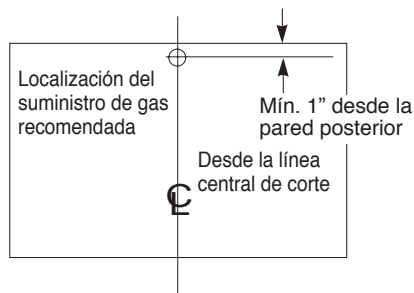 Localización del
suministro de gas
recomendada
Mín. 1” desde la
pared posterior
Desde la línea
central de corte
℄